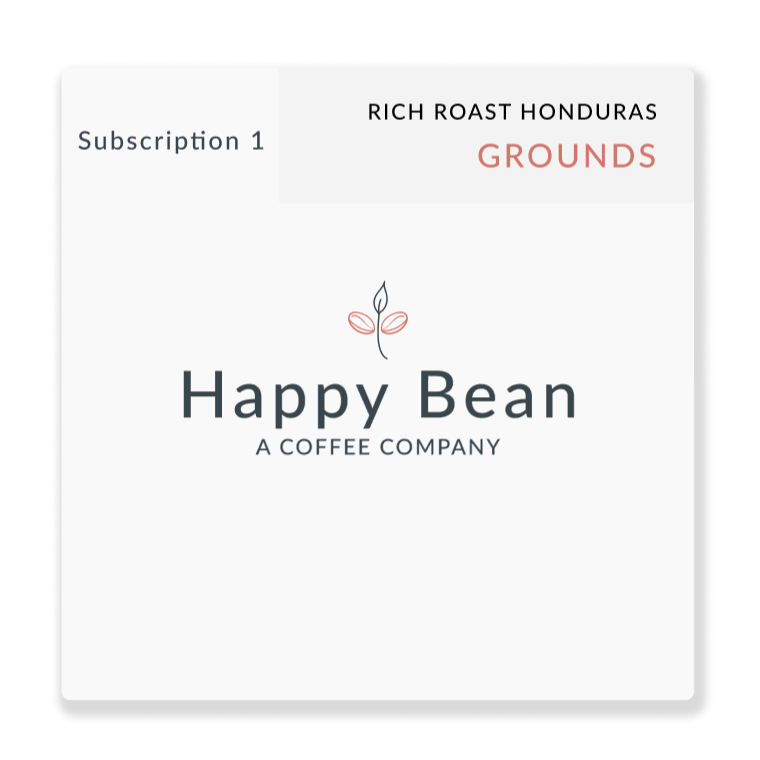 Subscription 1
RICH ROAST HONDURAS
GROUNDS
Happy Bean
A COFFEE COMPANY